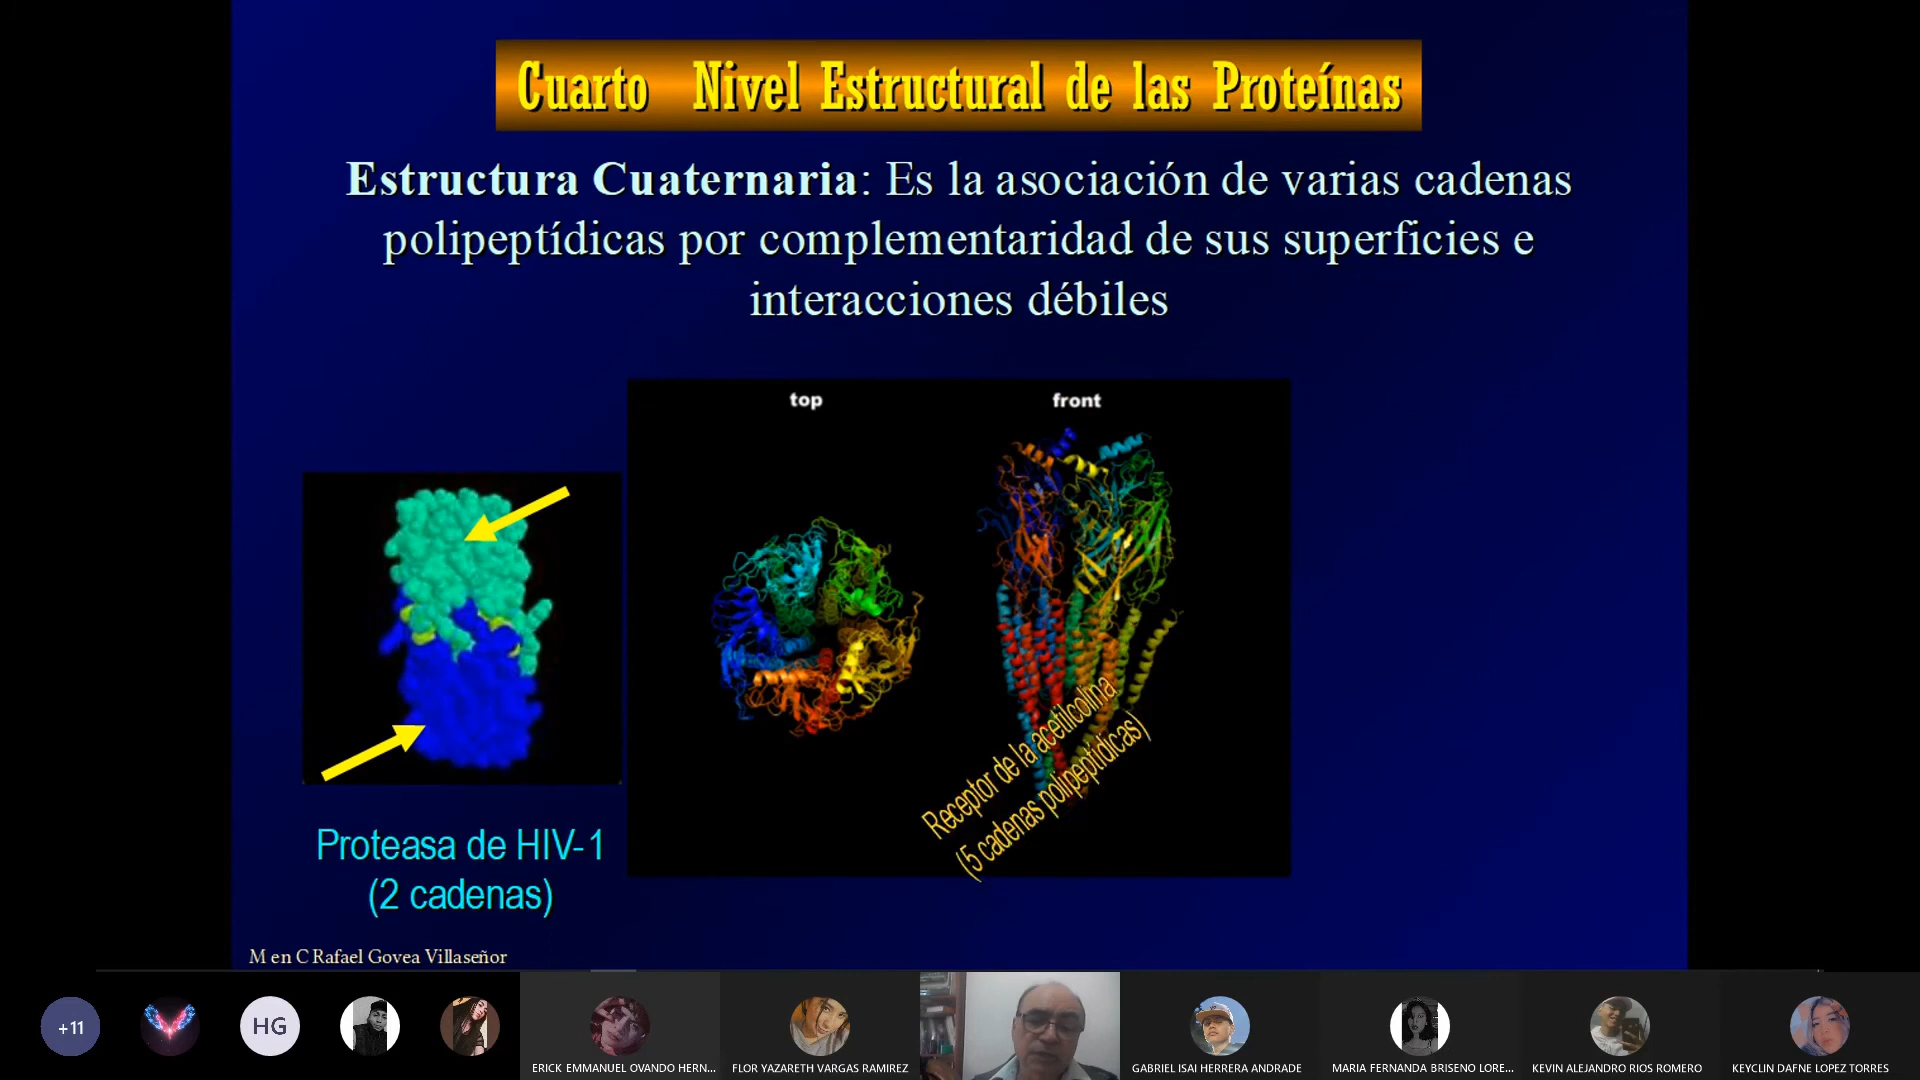 Cuarto Nivel Estructural de las Proteínas
Estructura Cuaternaria: Es la asociación de varias cadenas
polipeptídicas por complementaridad de sus superficies e
interacciones débiles
top
front
Receptor de la acetilcolina
(5 cadenas polipeptídicas)
Proteasa de HIV-1
(2 cadenas)
M en C Rafael Govea Villaseñor
+11
HG
ERICK EMMANUEL OVANDO HERN...
FLOR YAZARETH VARGAS RAMIREZ
GABRIEL ISAI HERRERA ANDRADE
MARIA FERNANDA BRISENO LORE...
KEVIN ALEJANDRO RIOS ROMERO
KEYCLIN DAFNE LOPEZ TORRES